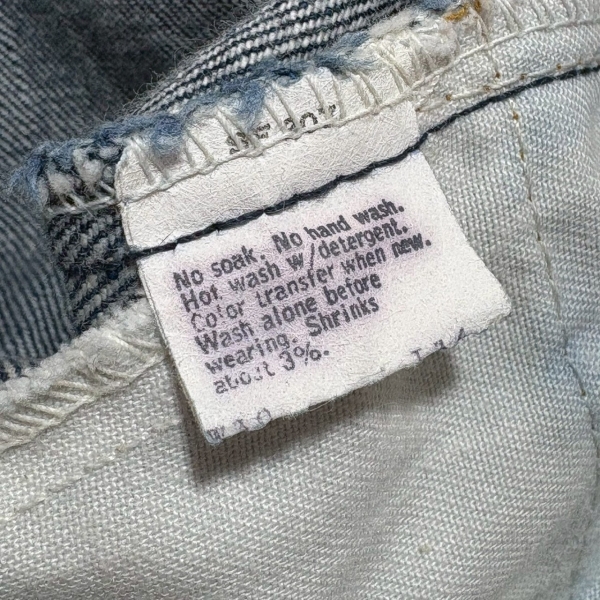 No soak. No hand wash.
Hot wash w/detergent.
Color transfer when new.
Wash alone before
wearing. Shrinks
about 3%.